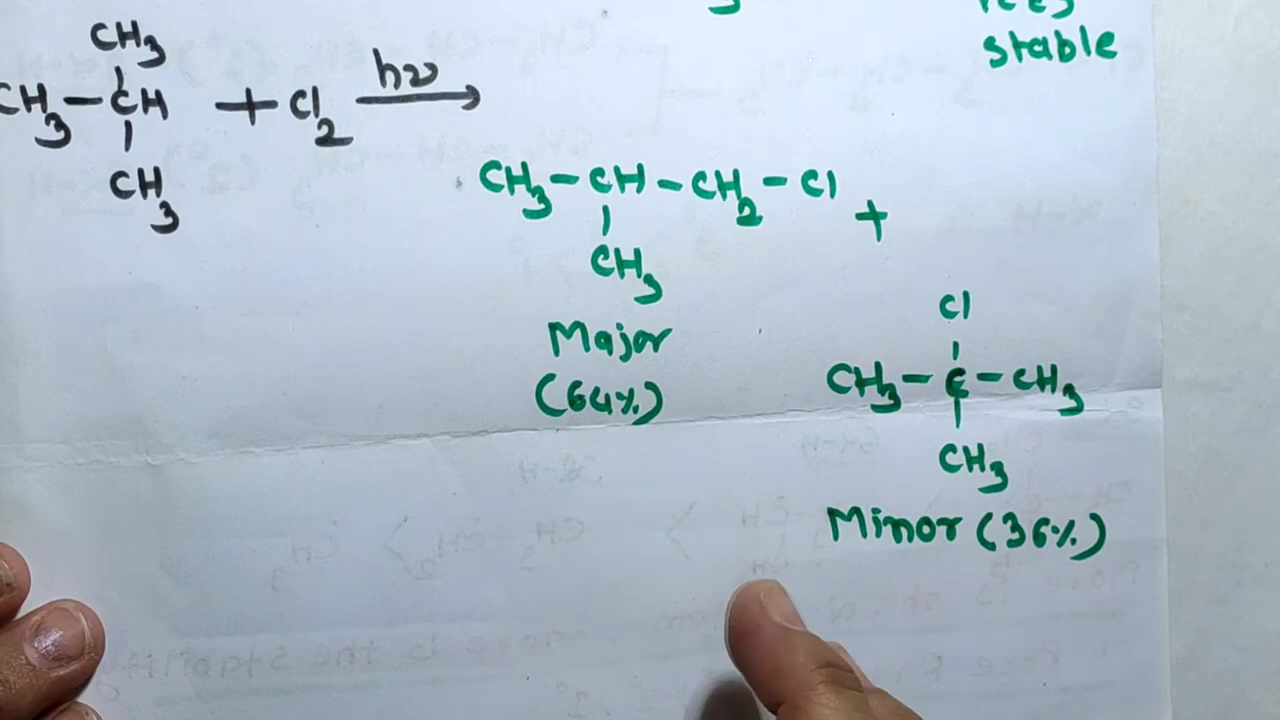 stable
CH3
CH3-CH + Cl2 hν →
CH3
CH3-CH-CH2-Cl +
CH3
Major
(64%)
Cl
CH3-C-CH3
CH3
Minor (36%)